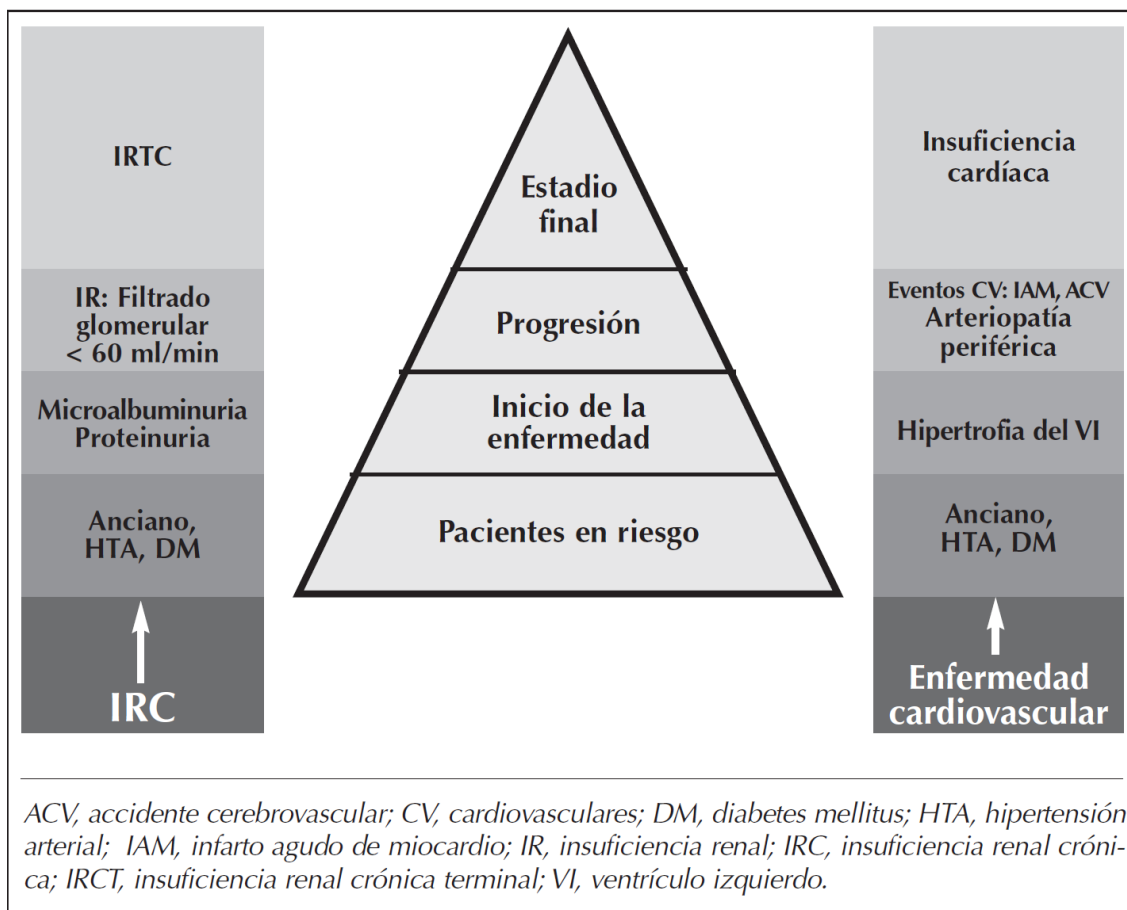 IRTC
IR: Filtrado
glomerular
< 60 ml/min
Microalbuminuria
Proteinuria
Anciano,
HTA, DM
IRC
Estadio
final
Progresión
Inicio de la
enfermedad
Pacientes en riesgo
Insuficiencia
cardíaca
Eventos CV: IAM, ACV
Arteriopatía
periférica
Hipertrofia del VI
Anciano,
HTA, DM
Enfermedad
cardiovascular
ACV, accidente cerebrovascular; CV, cardiovasculares; DM, diabetes mellitus; HTA, hipertensión
arterial; IAM, infarto agudo de miocardio; IR, insuficiencia renal; IRC, insuficiencia renal cróni-
ca; IRCT, insuficiencia renal crónica terminal; VI, ventrículo izquierdo.